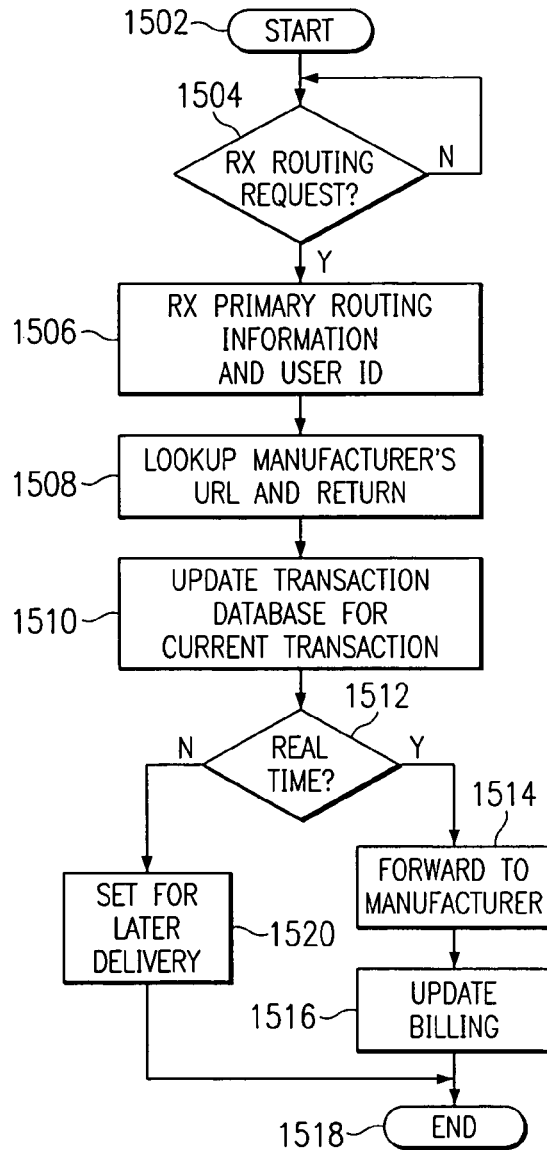 1502
START
1504
RX ROUTING
REQUEST?
N
Y
1506
RX PRIMARY ROUTING
INFORMATION
AND USER ID
1508
LOOKUP MANUFACTURER'S
URL AND RETURN
1510
UPDATE TRANSACTION
DATABASE FOR
CURRENT TRANSACTION
1512
N
REAL
TIME?
Y
1514
FORWARD TO
MANUFACTURER
SET FOR
LATER
DELIVERY
1520
1516
UPDATE
BILLING
1518
END